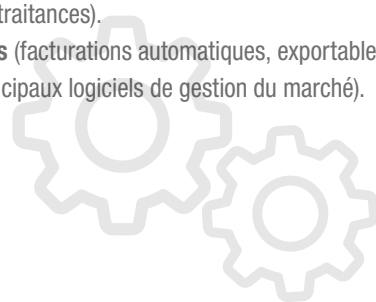 traitances).
s (facturations automatiques, exportable
cipaux logiciels de gestion du marché).